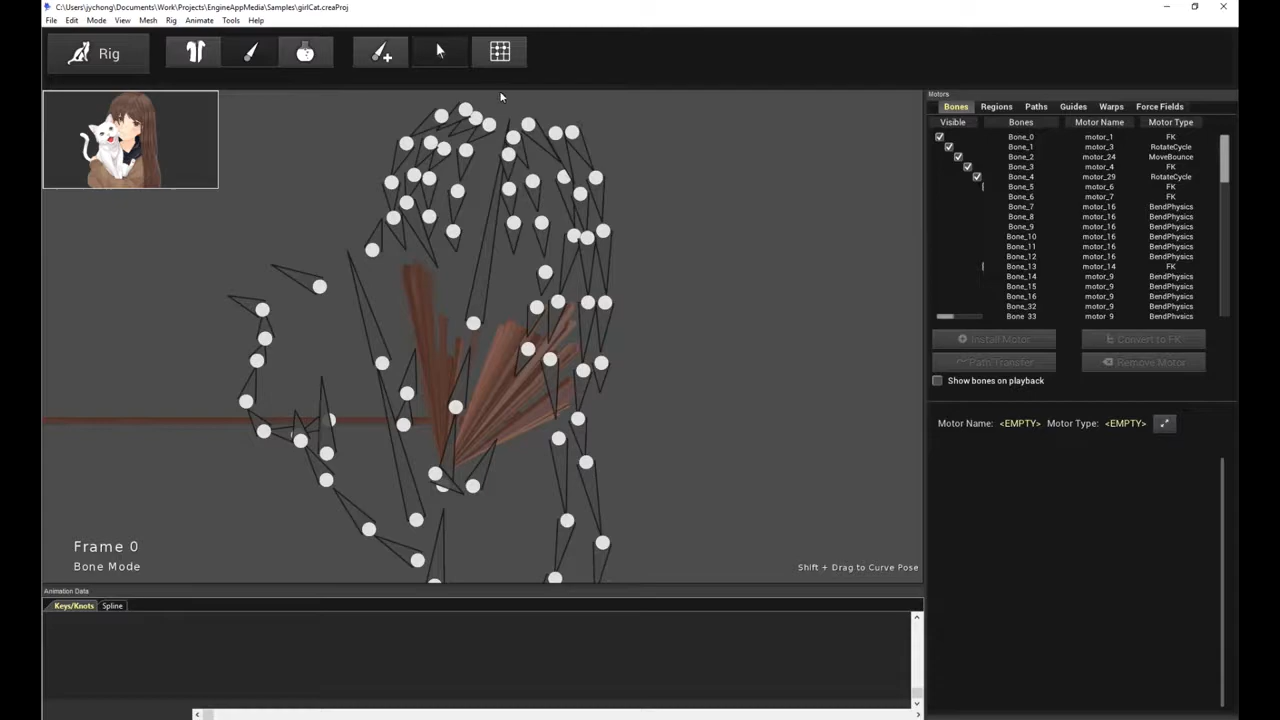 C:\Users\jychong\Documents\Work\Projects\EngineAppMedia\Samples\girlCat.creaProj
File Edit Mode View Mesh Rig Animate Tools Help
Rig
Motors
Bones Regions Paths Guides Warps Force Fields
Visible Bones Motor Name Motor Type
Bone_0 motor_1 FK
Bone_1 motor_2 RotateCycle
Bone_2 motor_24 MoveBounce
Bone_3 motor_4 FK
Bone_4 motor_29 RotateCycle
Bone_5 motor_6 FK
Bone_6 motor_7 FK
Bone_7 motor_16 BendPhysics
Bone_8 motor_16 BendPhysics
Bone_9 motor_16 BendPhysics
Bone_10 motor_16 BendPhysics
Bone_11 motor_16 BendPhysics
Bone_12 motor_16 BendPhysics
Bone_13 motor_14 FK
Bone_14 motor_9 BendPhysics
Bone_15 motor_9 BendPhysics
Bone_16 motor_9 BendPhysics
Bone_32 motor_9 BendPhysics
Bone_33 motor_9 BendPhysics
Install Motor Convert to FK
Path Transfer Remove Motor
Show bones on playback
Motor Name: <EMPTY> Motor Type: <EMPTY>
Frame 0
Bone Mode
Shift + Drag to Curve Pose
Animation Data
Keys/Knots Spline